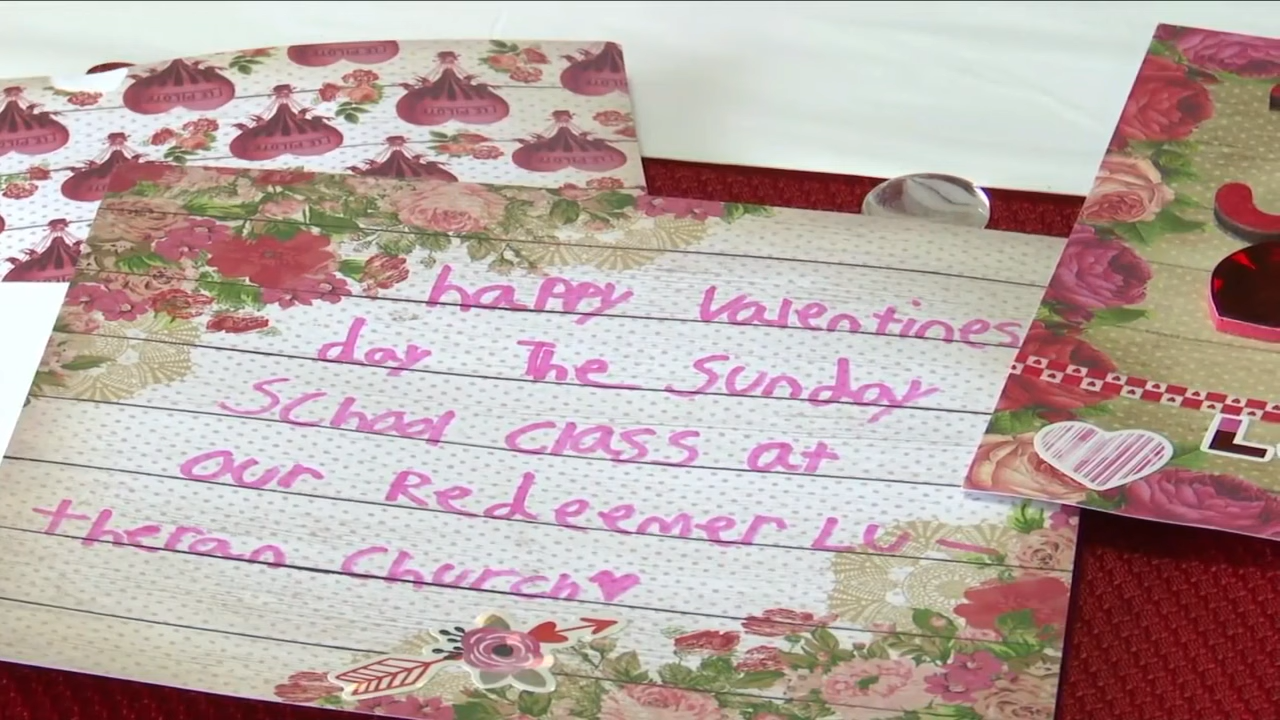 happy Valentines
day The Sunday
School class at
our Redeemer Lu-
theran Church♥